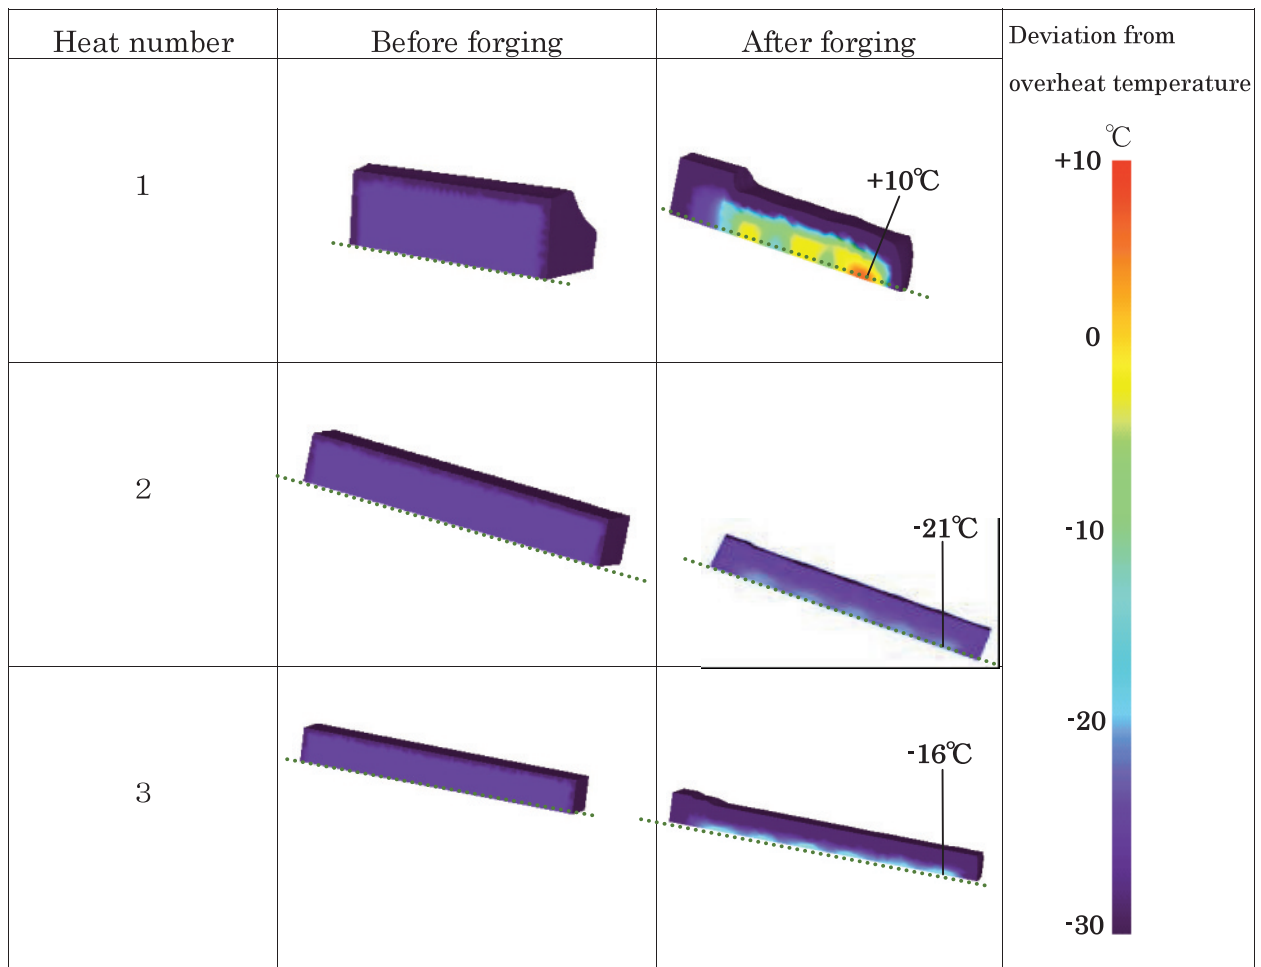 Heat number
Before forging
After forging
Deviation from
overheat temperature
℃
+10
0
-10
-20
-30
1
+10℃
2
-21℃
3
-16℃